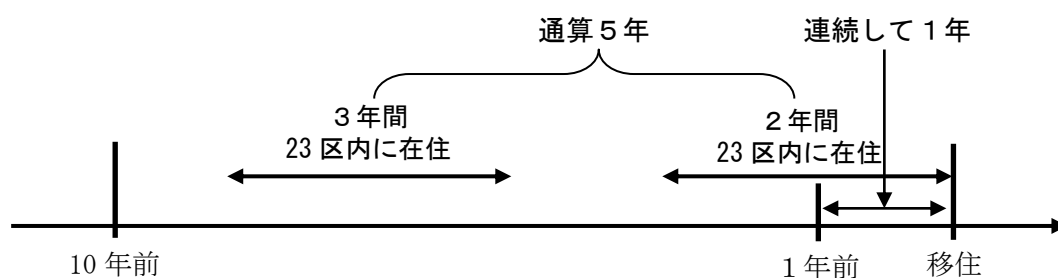 通算５年
連続して１年
３年間
23 区内に在住
２年間
23 区内に在住
10 年前
１年前
移住